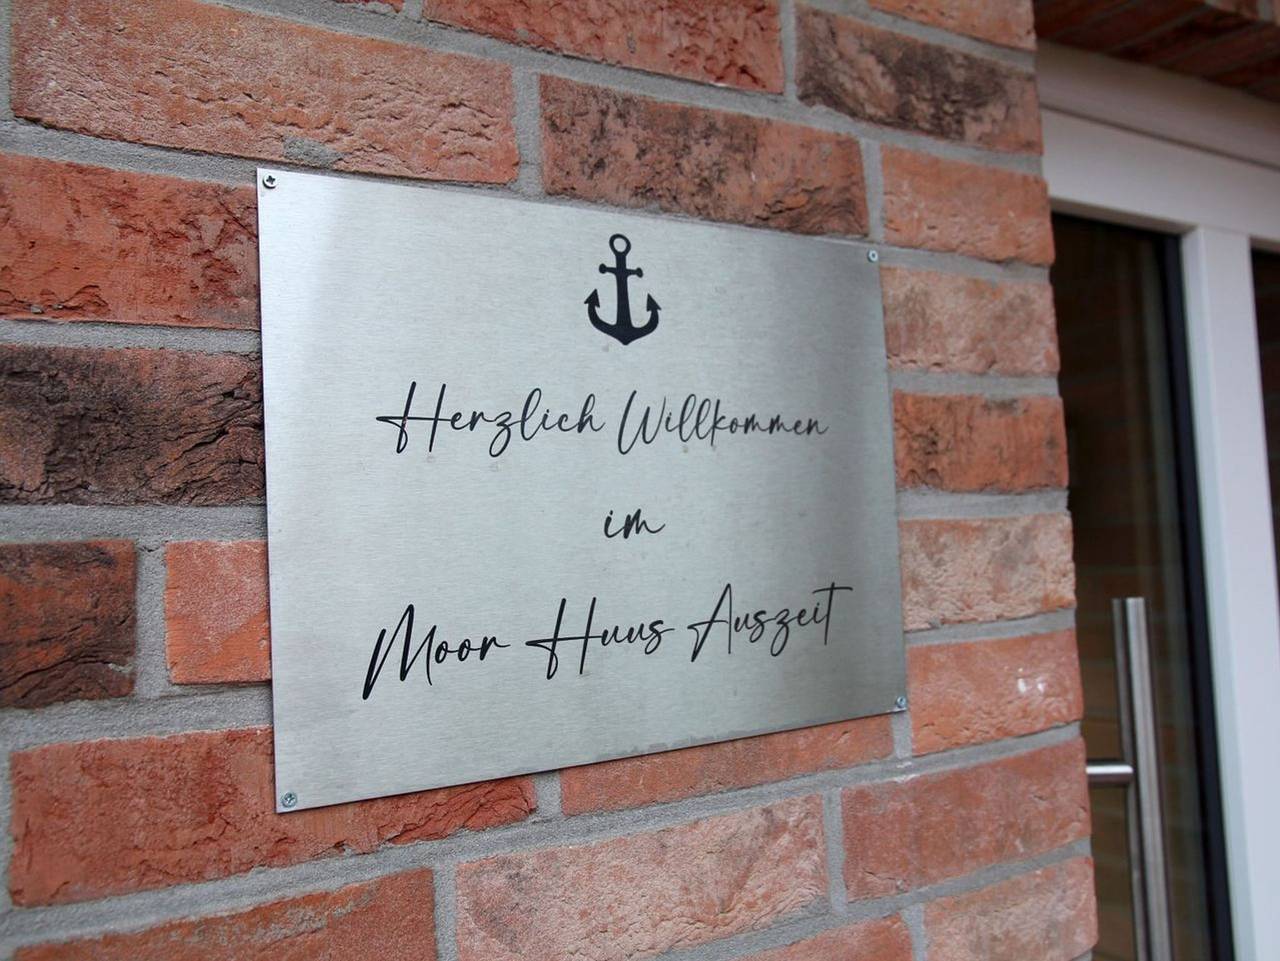 Herzlich Willkommen
im
Moor Huus Auszeit